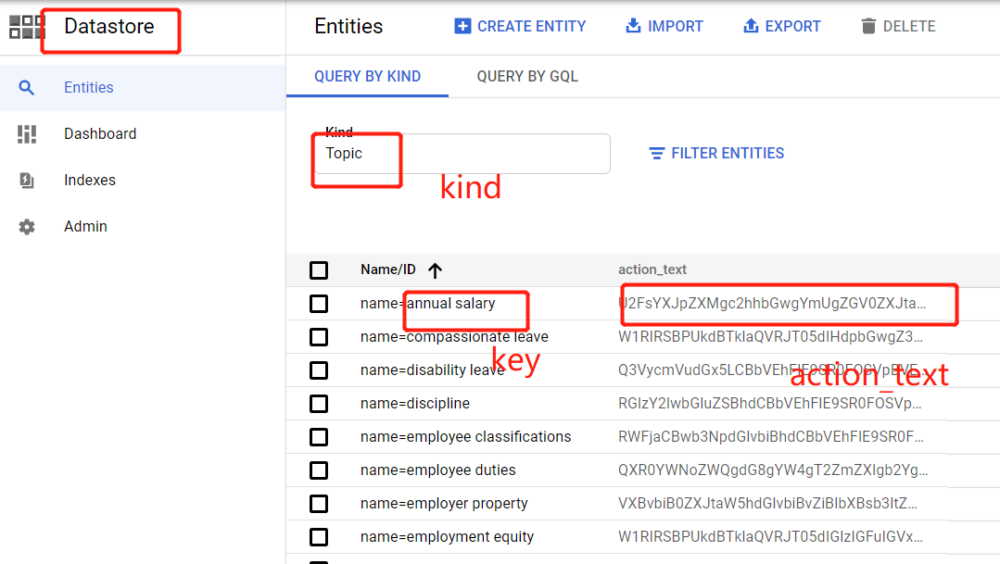 Datastore
Entities
CREATE ENTITY
IMPORT
EXPORT
DELETE
Entities
Dashboard
Indexes
Admin
QUERY BY KIND
QUERY BY GQL
Kind
Topic
FILTER ENTITIES
kind
Name/ID
action_text
name=annual salary
U2FsYXJpZXMgc2hhbGwgYmUgZGV0ZXJta...
name=compassionate leave
W1RIRSBPUkdBTklaQVRJT05dIHdpbGwgZ3...
key
name=disability leave
action_text
name=discipline
RGlzY2lwbGluZSBhdCBbVEhFIE9SR0FOSVp...
name=employee classifications
RWFjaCBwb3NpdGlvbiBhdCBbVEhFIE9SR0F...
name=employee duties
QXR0YWNoZWQgdG8gYW4gT2ZmZXIgb2Yg...
name=employer property
VXBvbiB0ZXJtaW5hdGlvbiBvZiBlbXBsb3ltZ...
name=employment equity
W1RIRSBPUkdBTklaQVRJT05dIGlzIGFuIGVx...